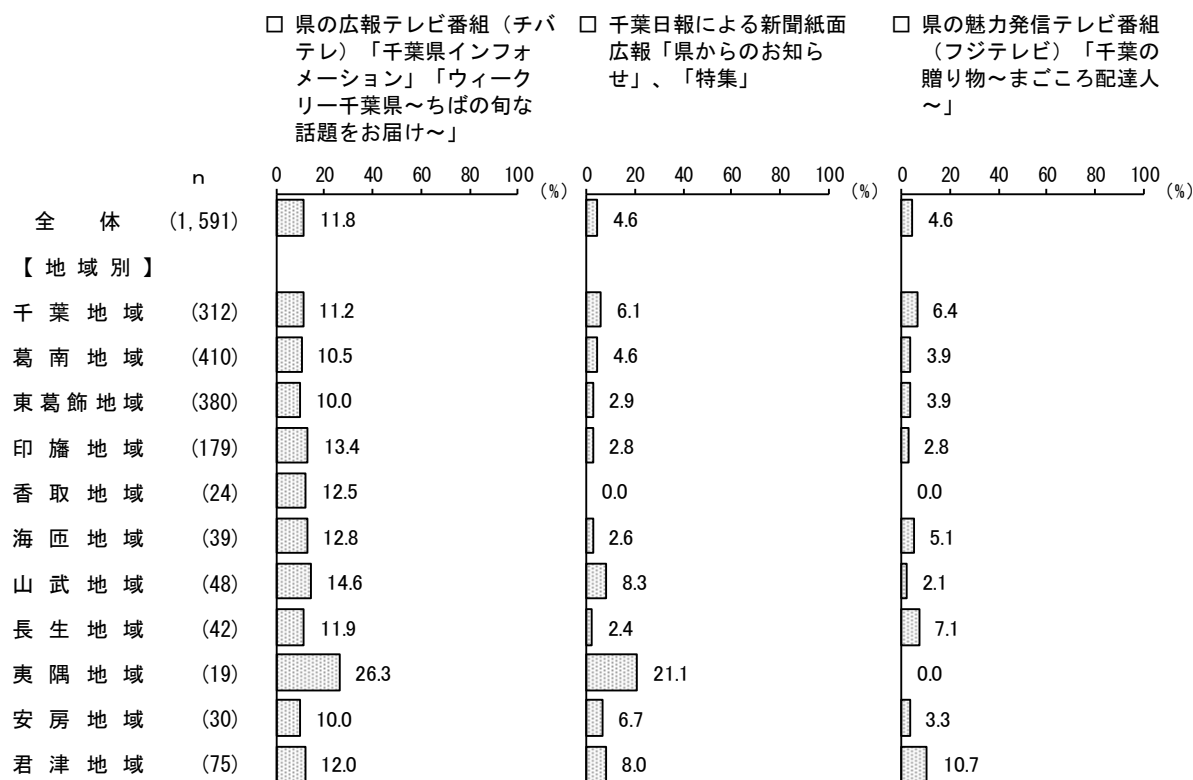 □ 県の広報テレビ番組（チバ
テレ）「千葉県インフォ
メーション」「ウィーク
リー千葉県～ちばの旬な
話題をお届け～」
□ 千葉日報による新聞紙面
広報「県からのお知ら
せ」、「特集」
□ 県の魅力発信テレビ番組
（フジテレビ）「千葉の
贈り物～まごころ配達人
～」
n 0 20 40 60 80 100 (%) 0 20 40 60 80 100 (%) 0 20 40 60 80 100 (%)
全体 (1,591) 11.8 4.6 4.6
【地域別】
千葉地域 (312) 11.2 6.1 6.4
葛南地域 (410) 10.5 4.6 3.9
東葛飾地域 (380) 10.0 2.9 3.9
印旛地域 (179) 13.4 2.8 2.8
香取地域 (24) 12.5 0.0 0.0
海匝地域 (39) 12.8 2.6 5.1
山武地域 (48) 14.6 8.3 2.1
長生地域 (42) 11.9 2.4 7.1
夷隅地域 (19) 26.3 21.1 0.0
安房地域 (30) 10.0 6.7 3.3
君津地域 (75) 12.0 8.0 10.7